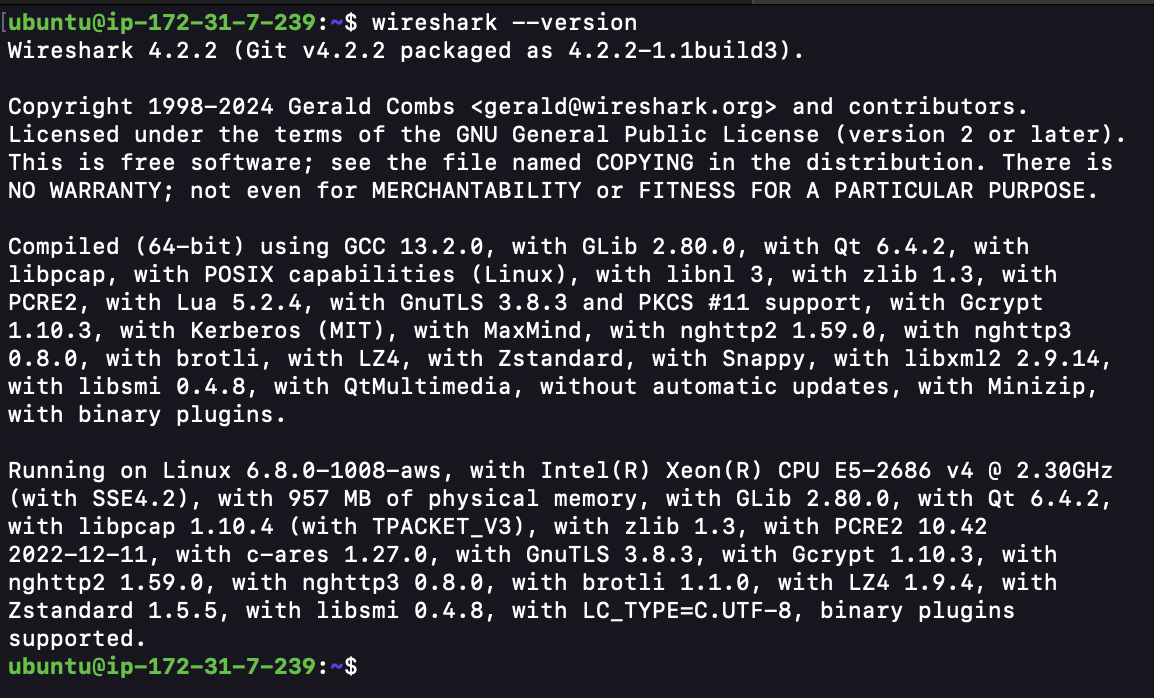 [ubuntu@ip-172-31-7-239:~$ wireshark --version
Wireshark 4.2.2 (Git v4.2.2 packaged as 4.2.2-1.1build3).
Copyright 1998-2024 Gerald Combs <gerald@wireshark.org> and contributors.
Licensed under the terms of the GNU General Public License (version 2 or later).
This is free software; see the file named COPYING in the distribution. There is
NO WARRANTY; not even for MERCHANTABILITY or FITNESS FOR A PARTICULAR PURPOSE.
Compiled (64-bit) using GCC 13.2.0, with GLib 2.80.0, with Qt 6.4.2, with
libpcap, with POSIX capabilities (Linux), with libnl 3, with zlib 1.3, with
PCRE2, with Lua 5.2.4, with GnuTLS 3.8.3 and PKCS #11 support, with Gcrypt
1.10.3, with Kerberos (MIT), with MaxMind, with nghttp2 1.59.0, with nghttp3
0.8.0, with brotli, with LZ4, with Zstandard, with Snappy, with libxml2 2.9.14,
with libsmi 0.4.8, with QtMultimedia, without automatic updates, with Minizip,
with binary plugins.
Running on Linux 6.8.0-1008-aws, with Intel(R) Xeon(R) CPU E5-2686 v4 @ 2.30GHz
(with SSE4.2), with 957 MB of physical memory, with GLib 2.80.0, with Qt 6.4.2,
with libpcap 1.10.4 (with TPACKET_V3), with zlib 1.3, with PCRE2 10.42
2022-12-11, with c-ares 1.27.0, with GnuTLS 3.8.3, with Gcrypt 1.10.3, with
nghttp2 1.59.0, with nghttp3 0.8.0, with brotli 1.1.0, with LZ4 1.9.4, with
Zstandard 1.5.5, with libsmi 0.4.8, with LC_TYPE=C.UTF-8, binary plugins
supported.
ubuntu@ip-172-31-7-239:~$